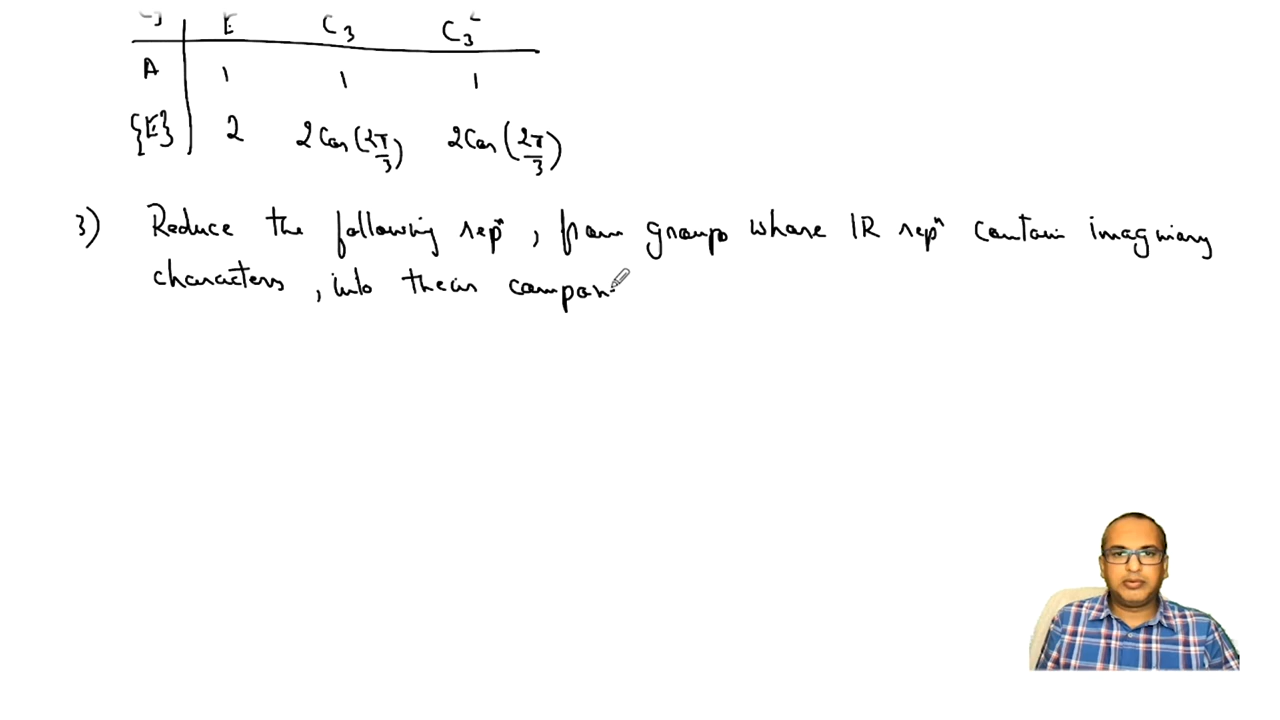 C₃ E C₃ C₃²
A 1 1 1
{E} 2 2Cos(2π/3) 2Cos(2π/3)
3) Reduce the following repⁿ, from groups where IR repⁿ contain imaginary
characters, into their compon